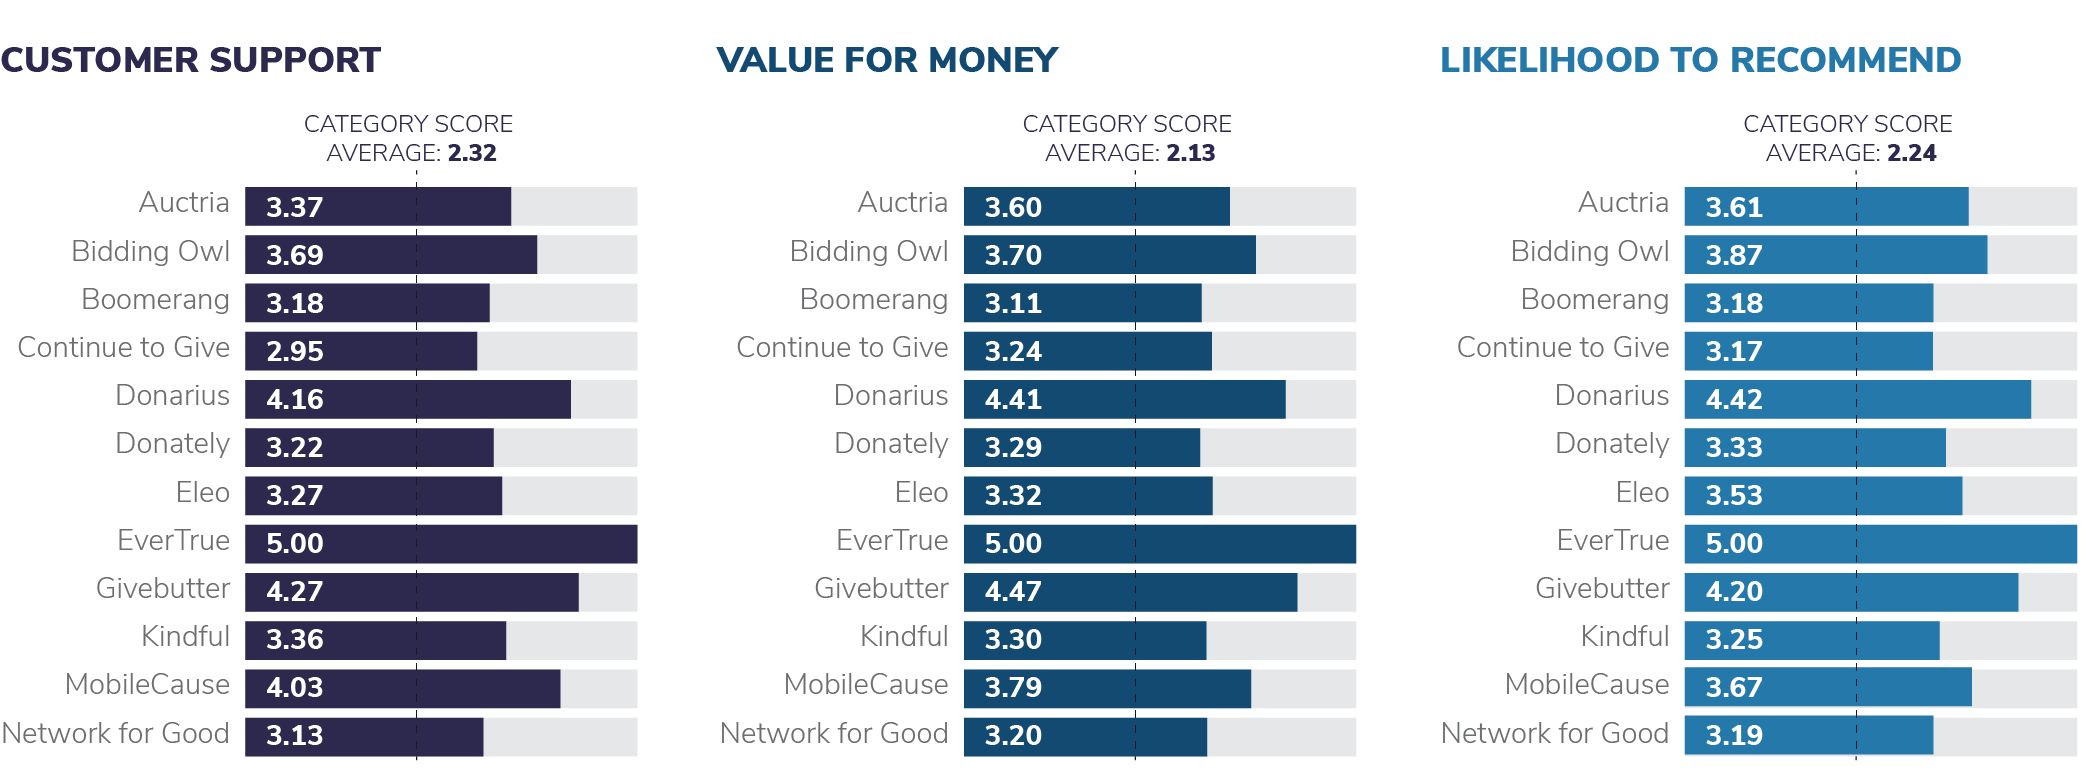 CUSTOMER SUPPORT
CATEGORY SCORE
AVERAGE: 2.32
Auctria 3.37
Bidding Owl 3.69
Boomerang 3.18
Continue to Give 2.95
Donarius 4.16
Donately 3.22
Eleo 3.27
EverTrue 5.00
Givebutter 4.27
Kindful 3.36
MobileCause 4.03
Network for Good 3.13
VALUE FOR MONEY
CATEGORY SCORE
AVERAGE: 2.13
Auctria 3.60
Bidding Owl 3.70
Boomerang 3.11
Continue to Give 3.24
Donarius 4.41
Donately 3.29
Eleo 3.32
EverTrue 5.00
Givebutter 4.47
Kindful 3.30
MobileCause 3.79
Network for Good 3.20
LIKELIHOOD TO RECOMMEND
CATEGORY SCORE
AVERAGE: 2.24
Auctria 3.61
Bidding Owl 3.87
Boomerang 3.18
Continue to Give 3.17
Donarius 4.42
Donately 3.33
Eleo 3.53
EverTrue 5.00
Givebutter 4.20
Kindful 3.25
MobileCause 3.67
Network for Good 3.19